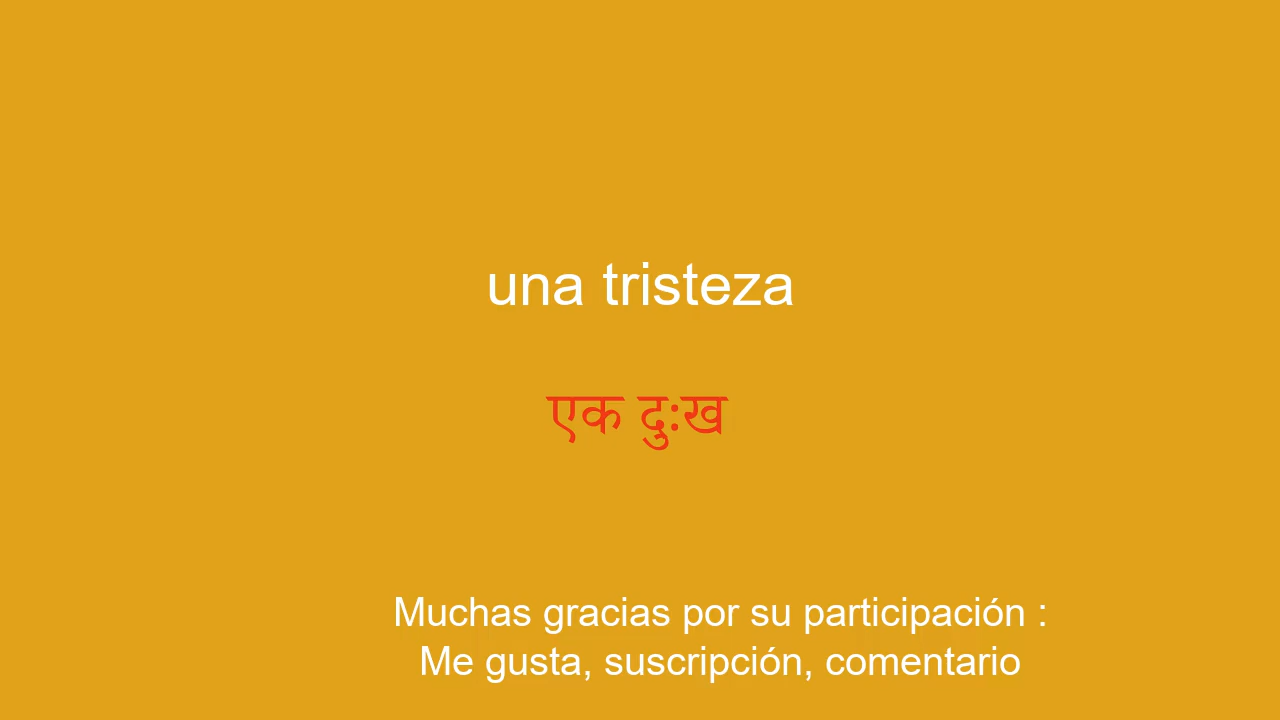 una tristeza
एक दुःख
Muchas gracias por su participación :
Me gusta, suscripción, comentario